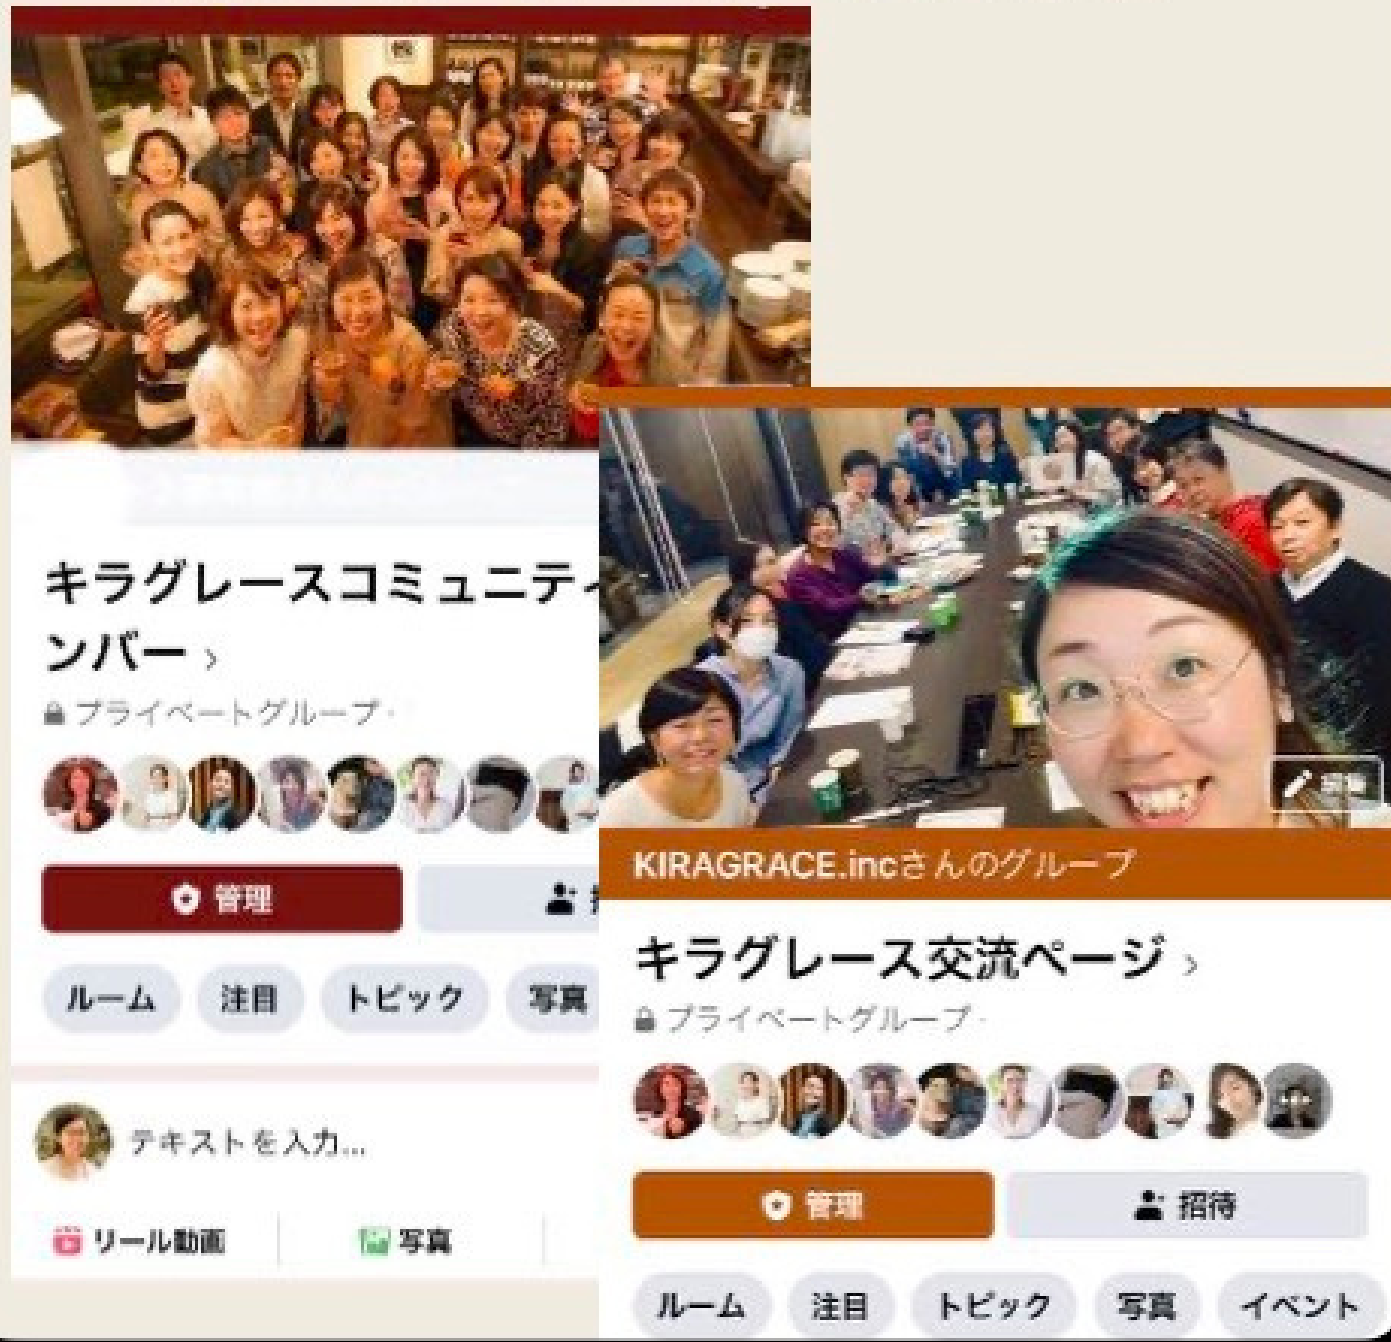 キラグレースコミュニティ
ンバー >
プライベートグループ·
管理
ルーム
注目
トピック
写真
テキストを入力...
リール動画
写真
編集
KIRAGRACE.incさんのグループ
キラグレース交流ページ >
プライベートグループ·
管理
招待
ルーム
注目
トピック
写真
イベント